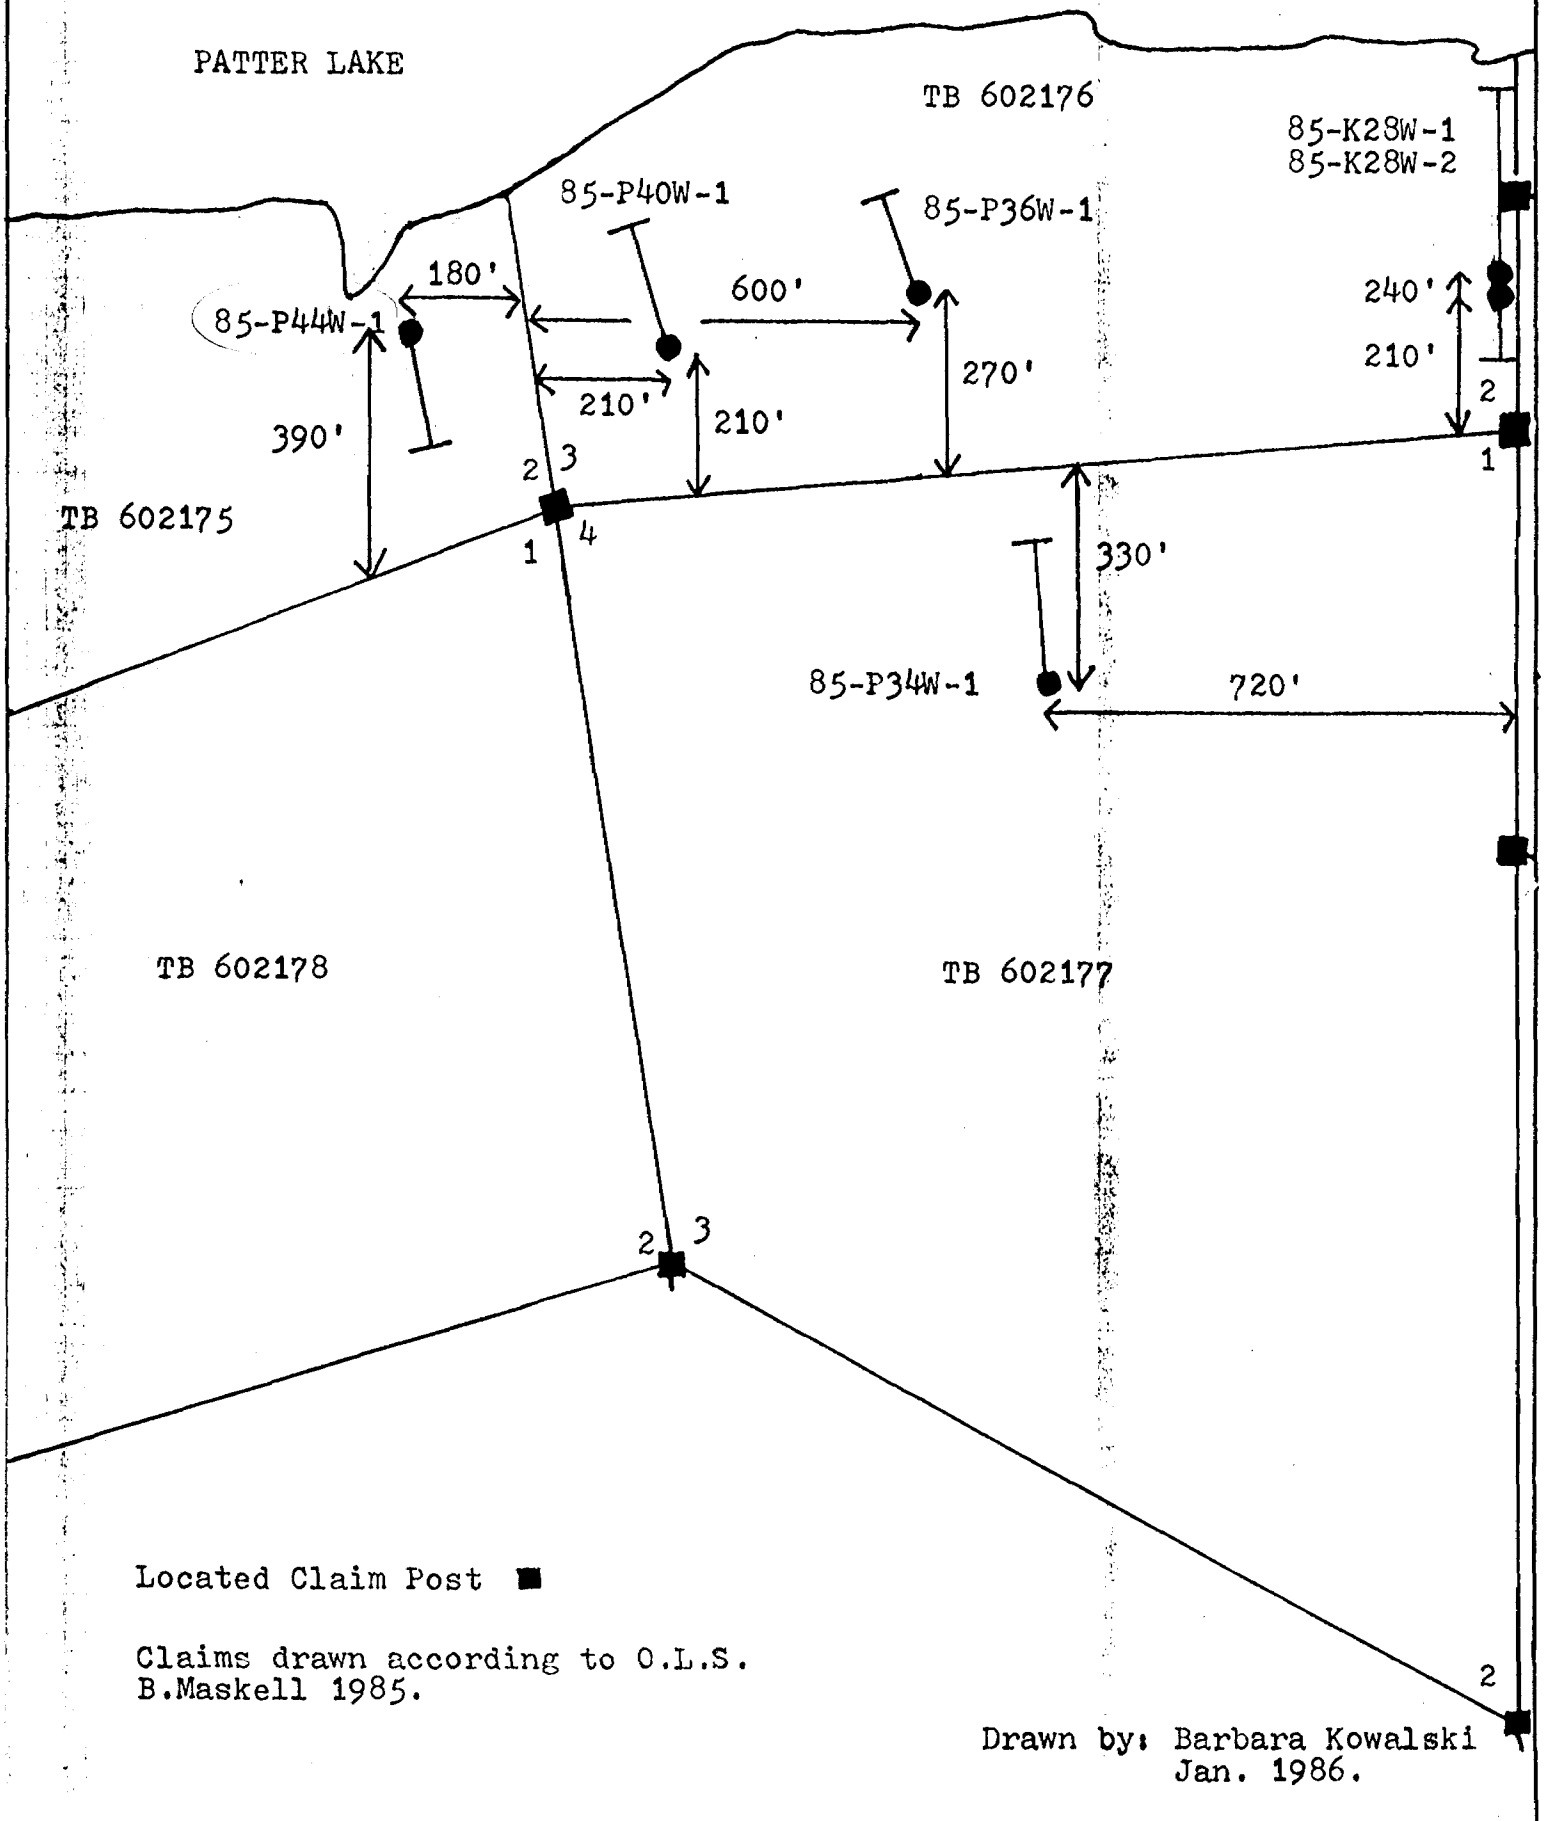 PATTER LAKE
TB 602176
85-K28W-1
85-K28W-2
85-P40W-1
85-P36W-1
180'
600'
240'
85-P44W-1
210'
270'
2
210'
210'
390'
2 3
1
TB 602175
1 4
330'
85-P34W-1
720'
TB 602178
TB 602177
2 3
Located Claim Post
Claims drawn according to O.L.S.
B.Maskell 1985.
2
Drawn by: Barbara Kowalski
Jan. 1986.